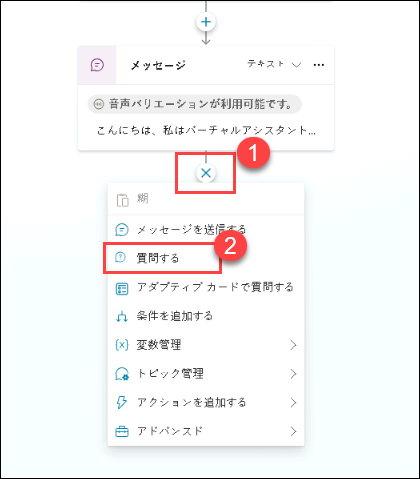 メッセージ
テキスト
音声バリエーションが利用可能です。
こんにちは、私はバーチャルアシスタント...
1
糊
メッセージを送信する
2
質問する
アダプティブ カードで質問する
条件を追加する
{x} 変数管理
トピック管理
アクションを追加する
アドバンスド